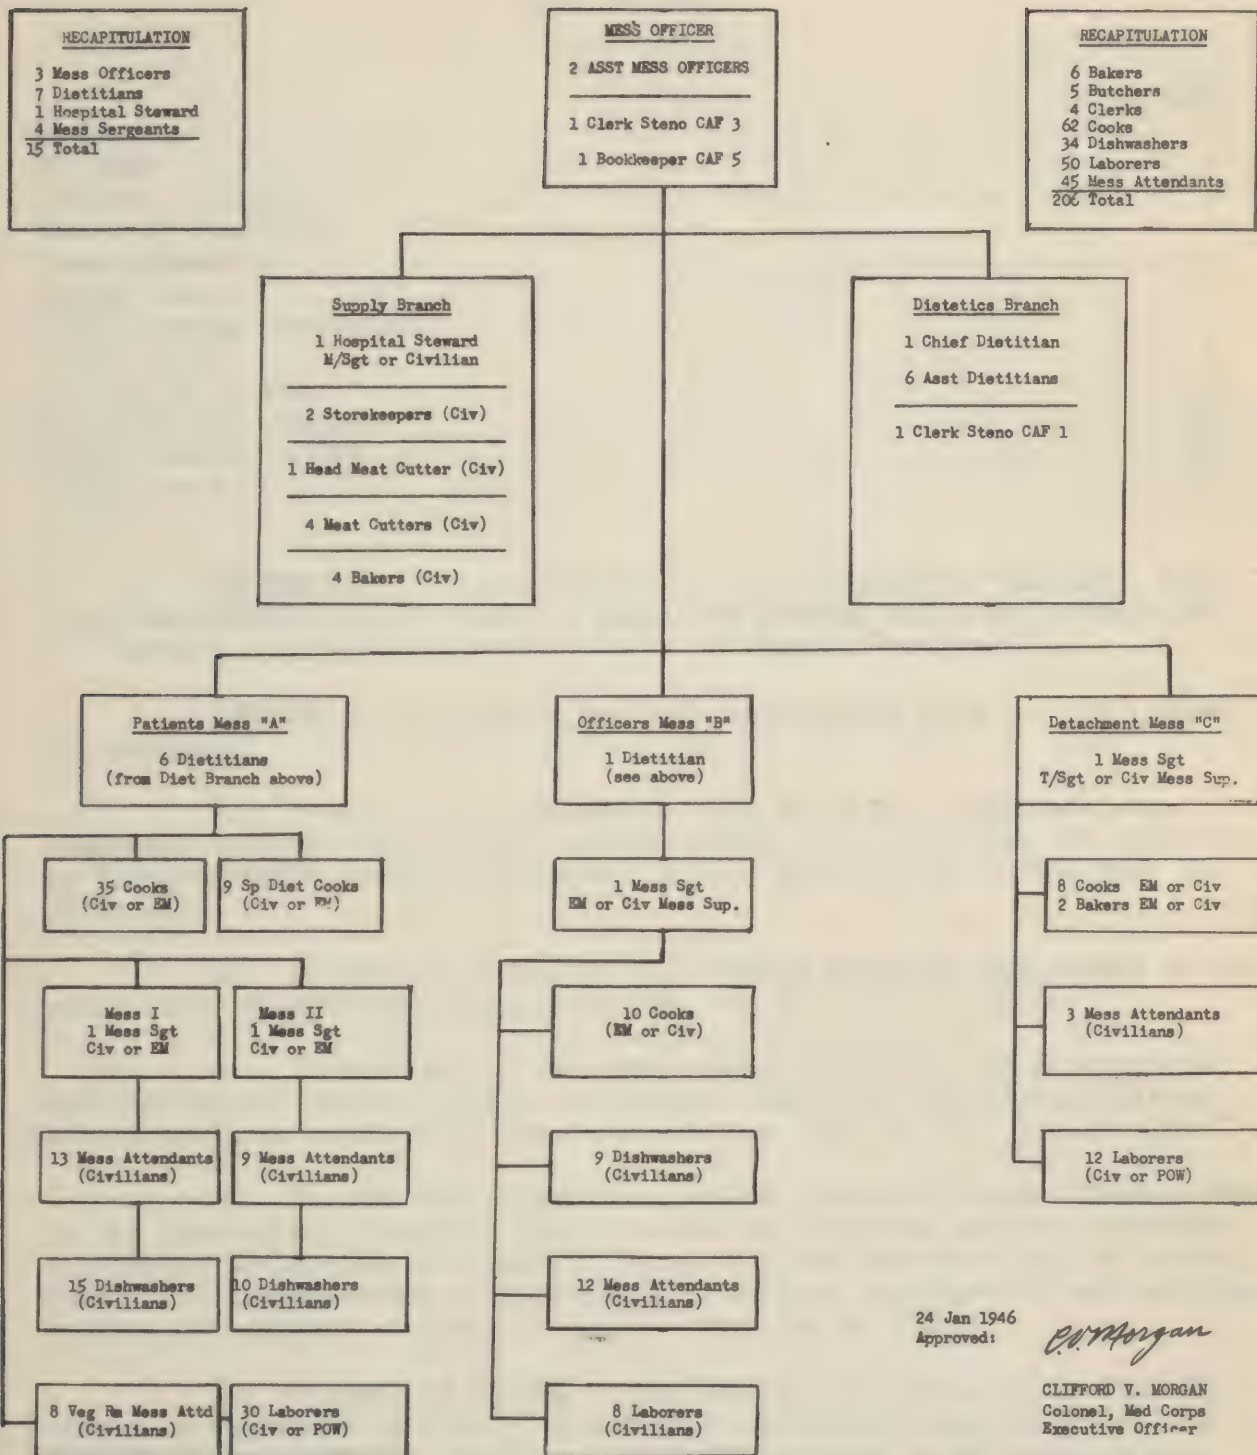 RECAPITULATION
3 Mess Officers
7 Dietitians
1 Hospital Steward
4 Mess Sergeants
15 Total
MESS OFFICER
2 ASST MESS OFFICERS
1 Clerk Steno CAF 3
1 Bookkeeper CAF 5
RECAPITULATION
6 Bakers
5 Butchers
4 Clerks
62 Cooks
34 Dishwashers
50 Laborers
45 Mess Attendants
206 Total
Supply Branch
1 Hospital Steward
M/Sgt or Civilian
2 Storekeepers (Civ)
1 Head Meat Cutter (Civ)
4 Meat Cutters (Civ)
4 Bakers (Civ)
Dietetics Branch
1 Chief Dietitian
6 Asst Dietitians
1 Clerk Steno CAF 1
Patients Mess "A"
6 Dietitians
(from Diet Branch above)
Officers Mess "B"
1 Dietitian
(see above)
Detachment Mess "C"
1 Mess Sgt
T/Sgt or Civ Mess Sup.
35 Cooks
(Civ or EM)
9 Sp Diet Cooks
(Civ or EM)
1 Mess Sgt
EM or Civ Mess Sup.
8 Cooks EM or Civ
2 Bakers EM or Civ
Mess I
1 Mess Sgt
Civ or EM
Mess II
1 Mess Sgt
Civ or EM
10 Cooks
(EM or Civ)
3 Mess Attendants
(Civilians)
13 Mess Attendants
(Civilians)
9 Mess Attendants
(Civilians)
9 Dishwashers
(Civilians)
12 Laborers
(Civ or POW)
15 Dishwashers
(Civilians)
10 Dishwashers
(Civilians)
12 Mess Attendants
(Civilians)
8 Veg Rm Mess Attd
(Civilians)
30 Laborers
(Civ or POW)
8 Laborers
(Civilians)
24 Jan 1946
Approved:
C.V. Morgan
CLIFFORD V. MORGAN
Colonel, Med Corps
Executive Officer